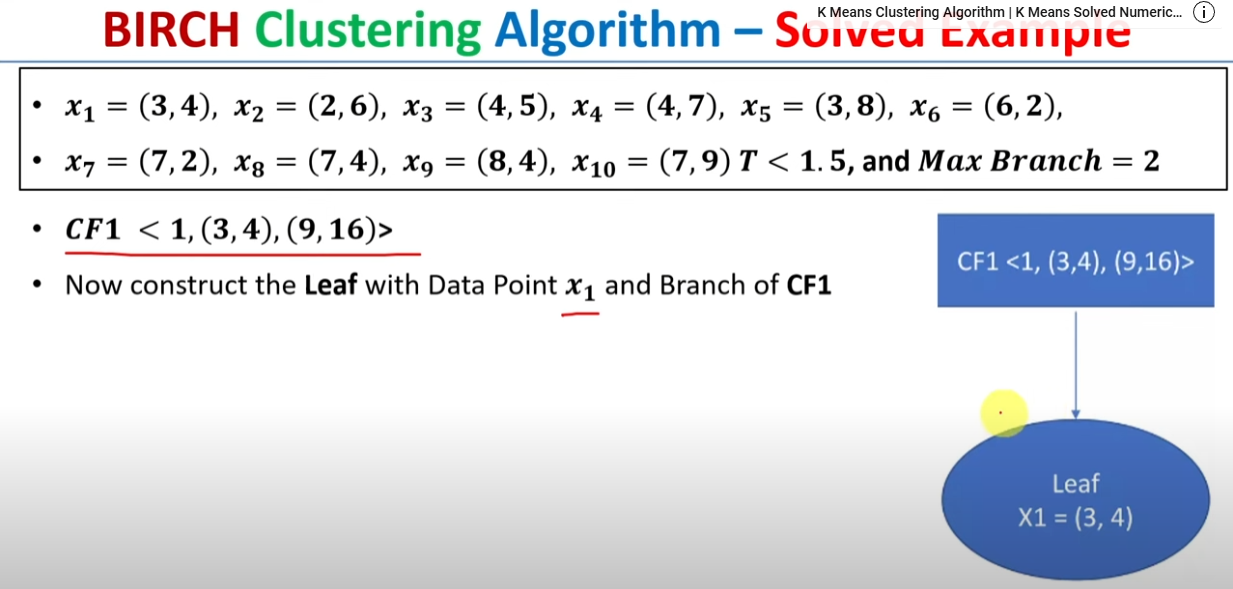 K Means Clustering Algorithm | K Means Solved Numeric...
BIRCH Clustering Algorithm – Solved Example
• x₁ = (3, 4), x₂ = (2, 6), x₃ = (4, 5), x₄ = (4, 7), x₅ = (3, 8), x₆ = (6, 2),
• x₇ = (7, 2), x₈ = (7, 4), x₉ = (8, 4), x₁₀ = (7, 9) T < 1.5, and Max Branch = 2
• CF1 < 1, (3, 4), (9, 16)>
• Now construct the Leaf with Data Point x₁ and Branch of CF1
CF1 <1, (3,4), (9,16)>
Leaf
X1 = (3, 4)